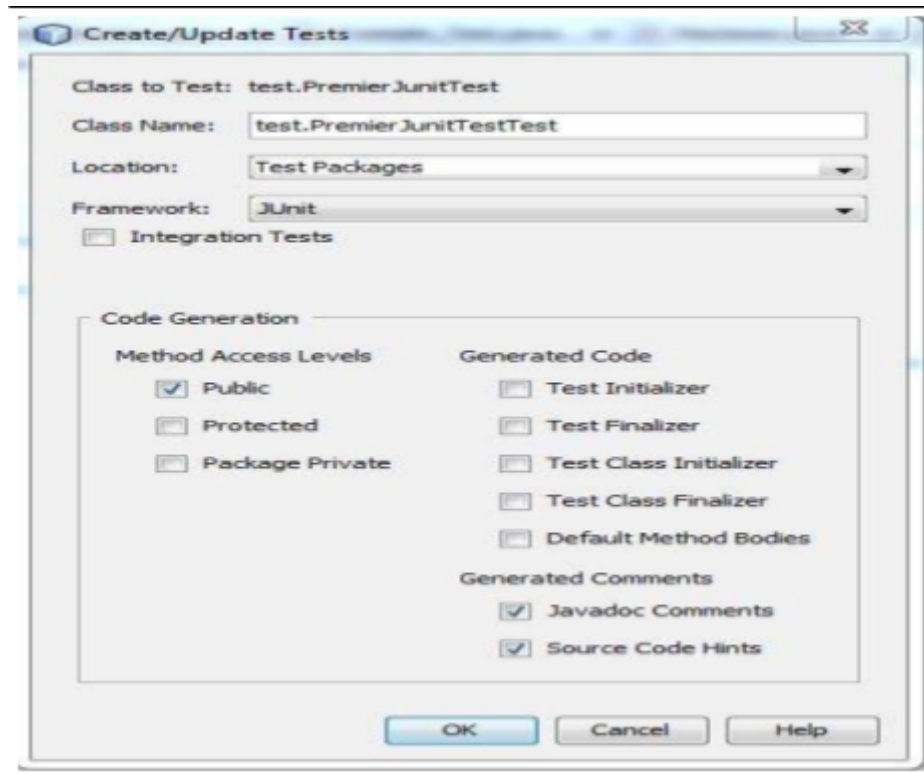 Create/Update Tests
Class to Test: test.PremierJunitTest
Class Name: test.PremierJunitTestTest
Location: Test Packages
Framework: JUnit
Integration Tests
Code Generation
Method Access Levels
Public
Protected
Package Private
Generated Code
Test Initializer
Test Finalizer
Test Class Initializer
Test Class Finalizer
Default Method Bodies
Generated Comments
Javadoc Comments
Source Code Hints
OK Cancel Help